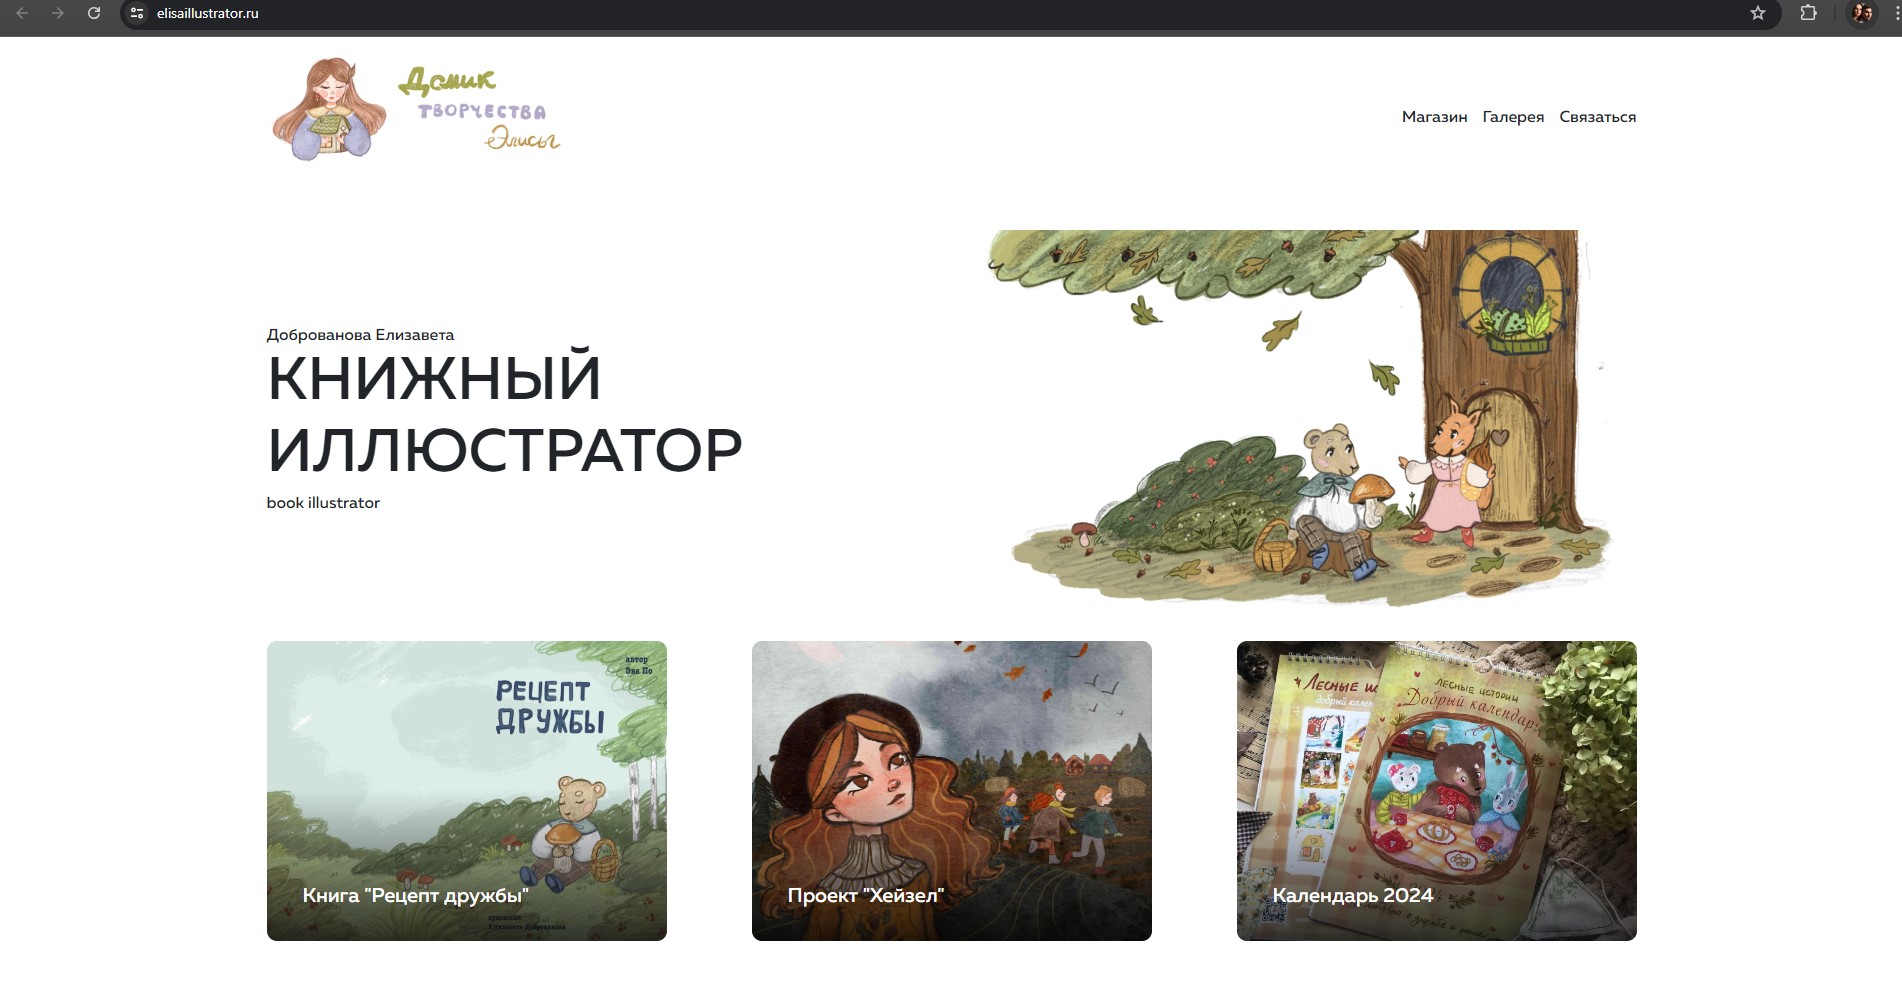 elisaillustrator.ru
Домик
ТВОРЧЕСТВА
Элисы
Магазин Галерея Связаться
Доброванова Елизавета
КНИЖНЫЙ
ИЛЛЮСТРАТОР
book illustrator
автор
Эва По
РЕЦЕПТ
ДРУЖБЫ
Книга "Рецепт дружбы"
художник
Елизавета Доброванова
Проект "Хейзел"
Лесные
добрый
ЛЕСНЫЕ ИСТОРИИ
Добрый календарь
Календарь 2024